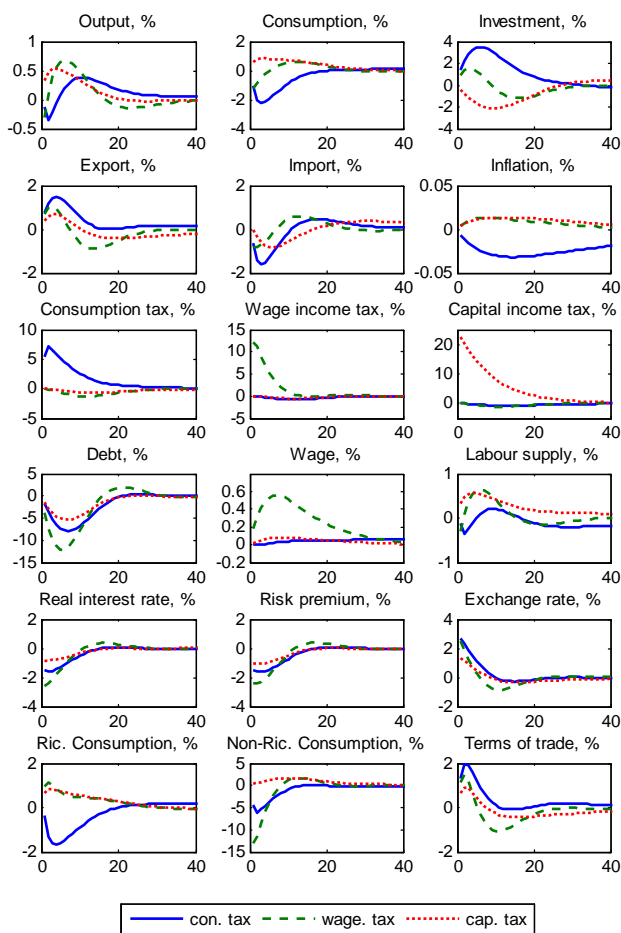 Output, %
1
0.5
0
-0.5
0 20 40
Consumption, %
2
0
-2
-4
0 20 40
Investment, %
4
2
0
-2
-4
0 20 40
Export, %
2
0
-2
0 20 40
Import, %
2
0
-2
0 20 40
Inflation, %
0.05
0
-0.05
0 20 40
Consumption tax, %
10
5
0
-5
0 20 40
Wage income tax, %
15
10
5
0
-5
0 20 40
Capital income tax, %
20
10
0
0 20 40
Debt, %
5
0
-5
-10
-15
0 20 40
Wage, %
0.6
0.4
0.2
0
-0.2
0 20 40
Labour supply, %
1
0
-1
0 20 40
Real interest rate, %
2
0
-2
-4
0 20 40
Risk premium, %
2
0
-2
-4
0 20 40
Exchange rate, %
4
2
0
-2
0 20 40
Ric. Consumption, %
2
0
-2
0 20 40
Non-Ric. Consumption, %
5
0
-5
-10
-15
0 20 40
Terms of trade, %
2
1
0
-1
-2
0 20 40
con. tax
wage. tax
cap. tax